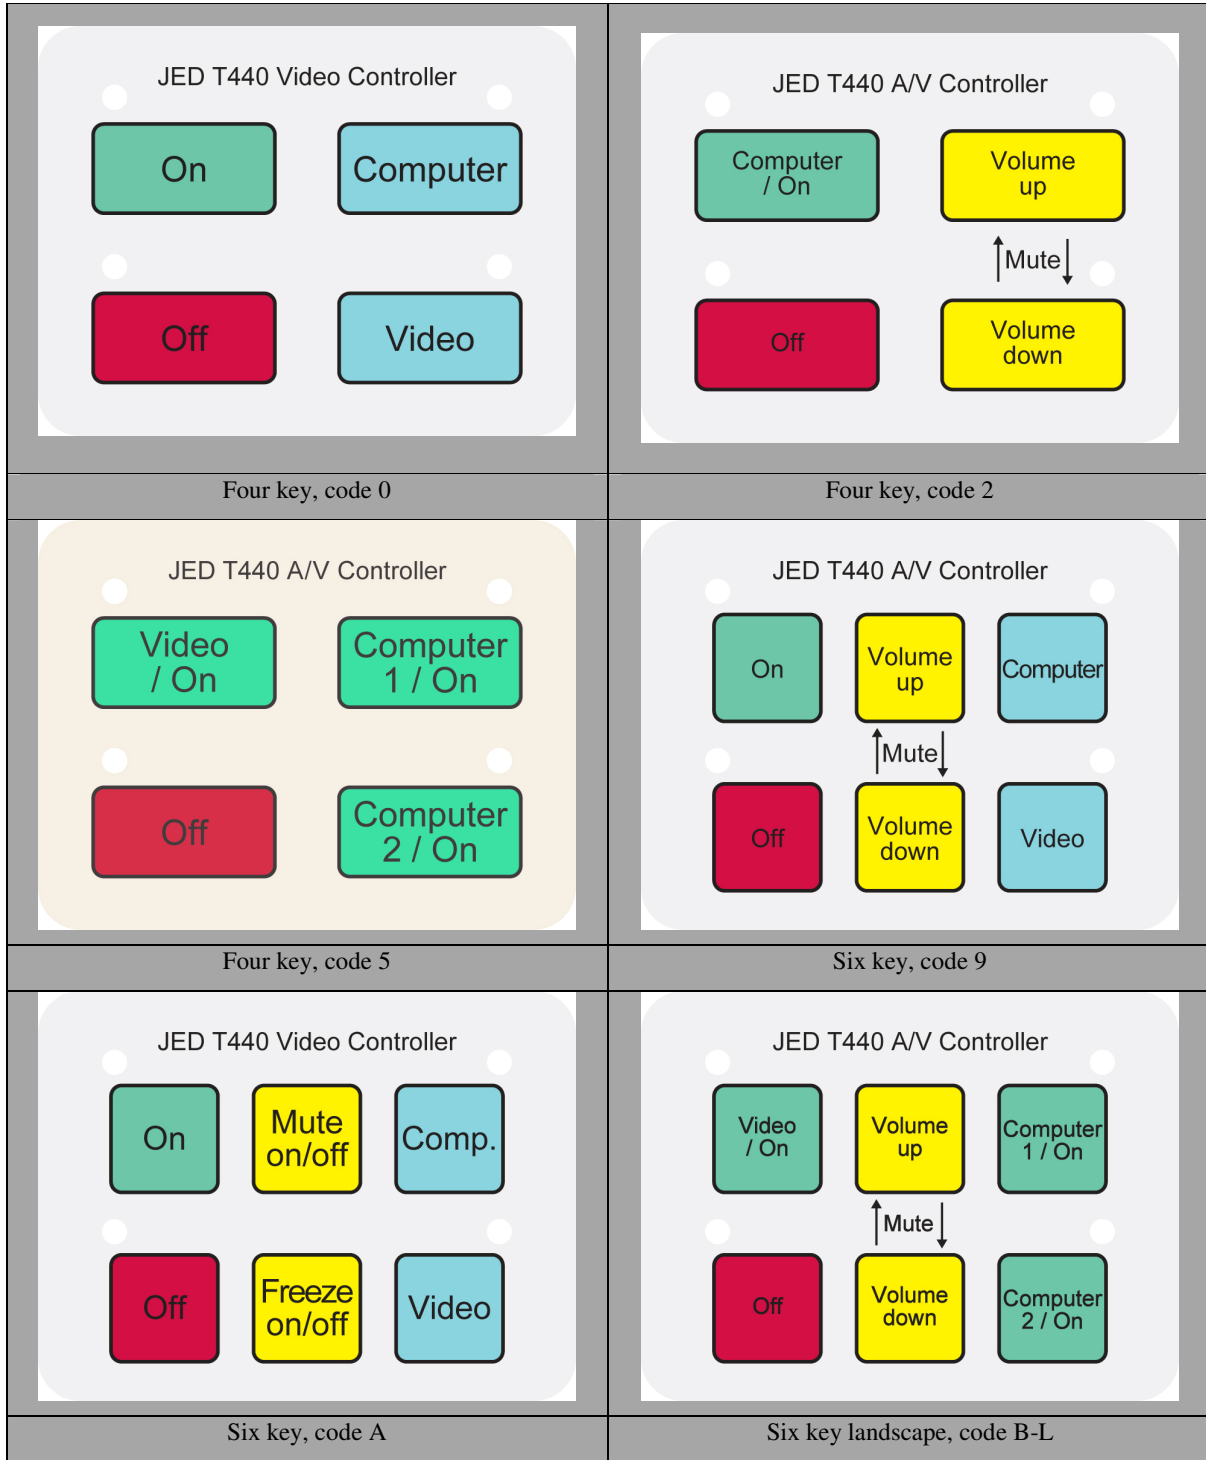 JED T440 Video Controller
On
Computer
Off
Video
Four key, code 0
JED T440 A/V Controller
Computer
/ On
Volume
up
Mute
Off
Volume
down
Four key, code 2
JED T440 A/V Controller
Video
/ On
Computer
1 / On
Off
Computer
2 / On
Four key, code 5
JED T440 A/V Controller
On
Volume
up
Computer
Mute
Off
Volume
down
Video
Six key, code 9
JED T440 Video Controller
On
Mute
on/off
Comp.
Off
Freeze
on/off
Video
Six key, code A
JED T440 A/V Controller
Video
/ On
Volume
up
Computer
1 / On
Mute
Off
Volume
down
Computer
2 / On
Six key landscape, code B-L